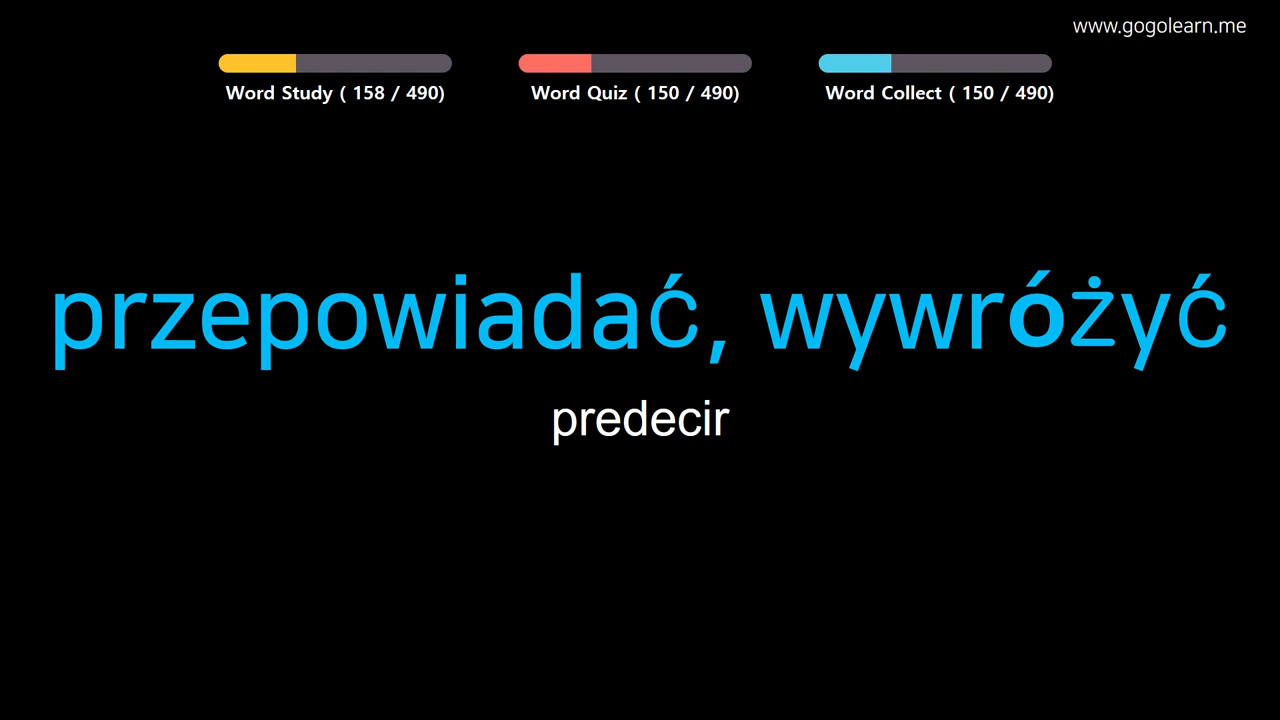 www.gogolearn.me
Word Study ( 158 / 490)
Word Quiz ( 150 / 490)
Word Collect ( 150 / 490)
przepowiadać, wywróżyć
predecir